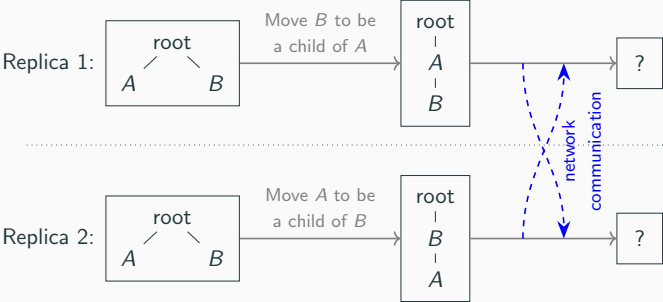 Replica 1:
root
A B
Move B to be
a child of A
root
A
B
?
network
communication
Replica 2:
root
A B
Move A to be
a child of B
root
B
A
?